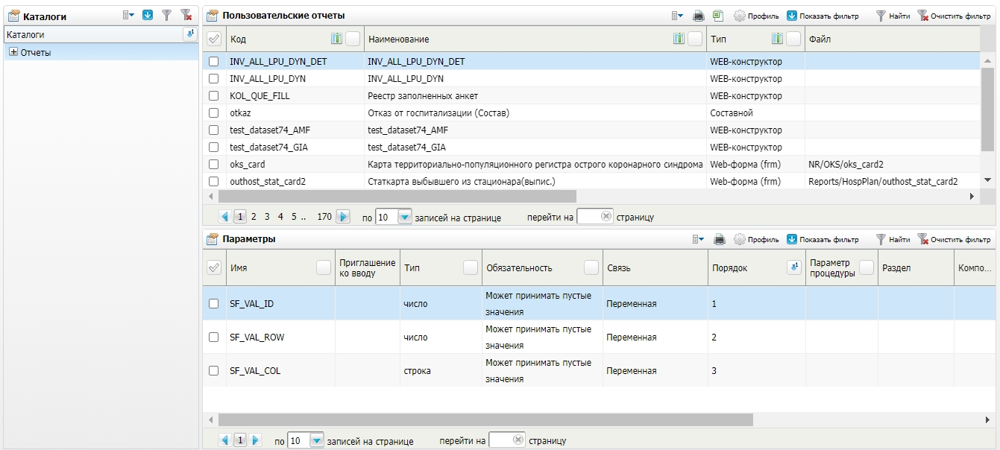 Каталоги
Каталоги
Отчеты
Пользовательские отчеты Профиль Показать фильтр Найти Очистить фильтр
Код Наименование Тип Файл
INV_ALL_LPU_DYN_DET INV_ALL_LPU_DYN_DET WEB-конструктор
INV_ALL_LPU_DYN INV_ALL_LPU_DYN WEB-конструктор
KOL_QUE_FILL Реестр заполненных анкет WEB-конструктор
otkaz Отказ от госпитализации (Состав) Составной
test_dataset74_AMF test_dataset74_AMF WEB-конструктор
test_dataset74_GIA test_dataset74_GIA WEB-конструктор
oks_card Карта территориально-популяционного регистра острого коронарного синдрома Web-форма (frm) NR/OKS/oks_card2
outhost_stat_card2 Статкарта выбывшего из стационара(выпис.) Web-форма (frm) Reports/HospPlan/outhost_stat_card2
1 2 3 4 5 .. 170 по 10 записей на странице перейти на страницу
Параметры Профиль Показать фильтр Найти Очистить фильтр
Имя Приглашение ко вводу Тип Обязательность Связь Порядок Параметр процедуры Раздел Компо...
SF_VAL_ID число Может принимать пустые значения Переменная 1
SF_VAL_ROW число Может принимать пустые значения Переменная 2
SF_VAL_COL строка Может принимать пустые значения Переменная 3
1 по 10 записей на странице перейти на страницу